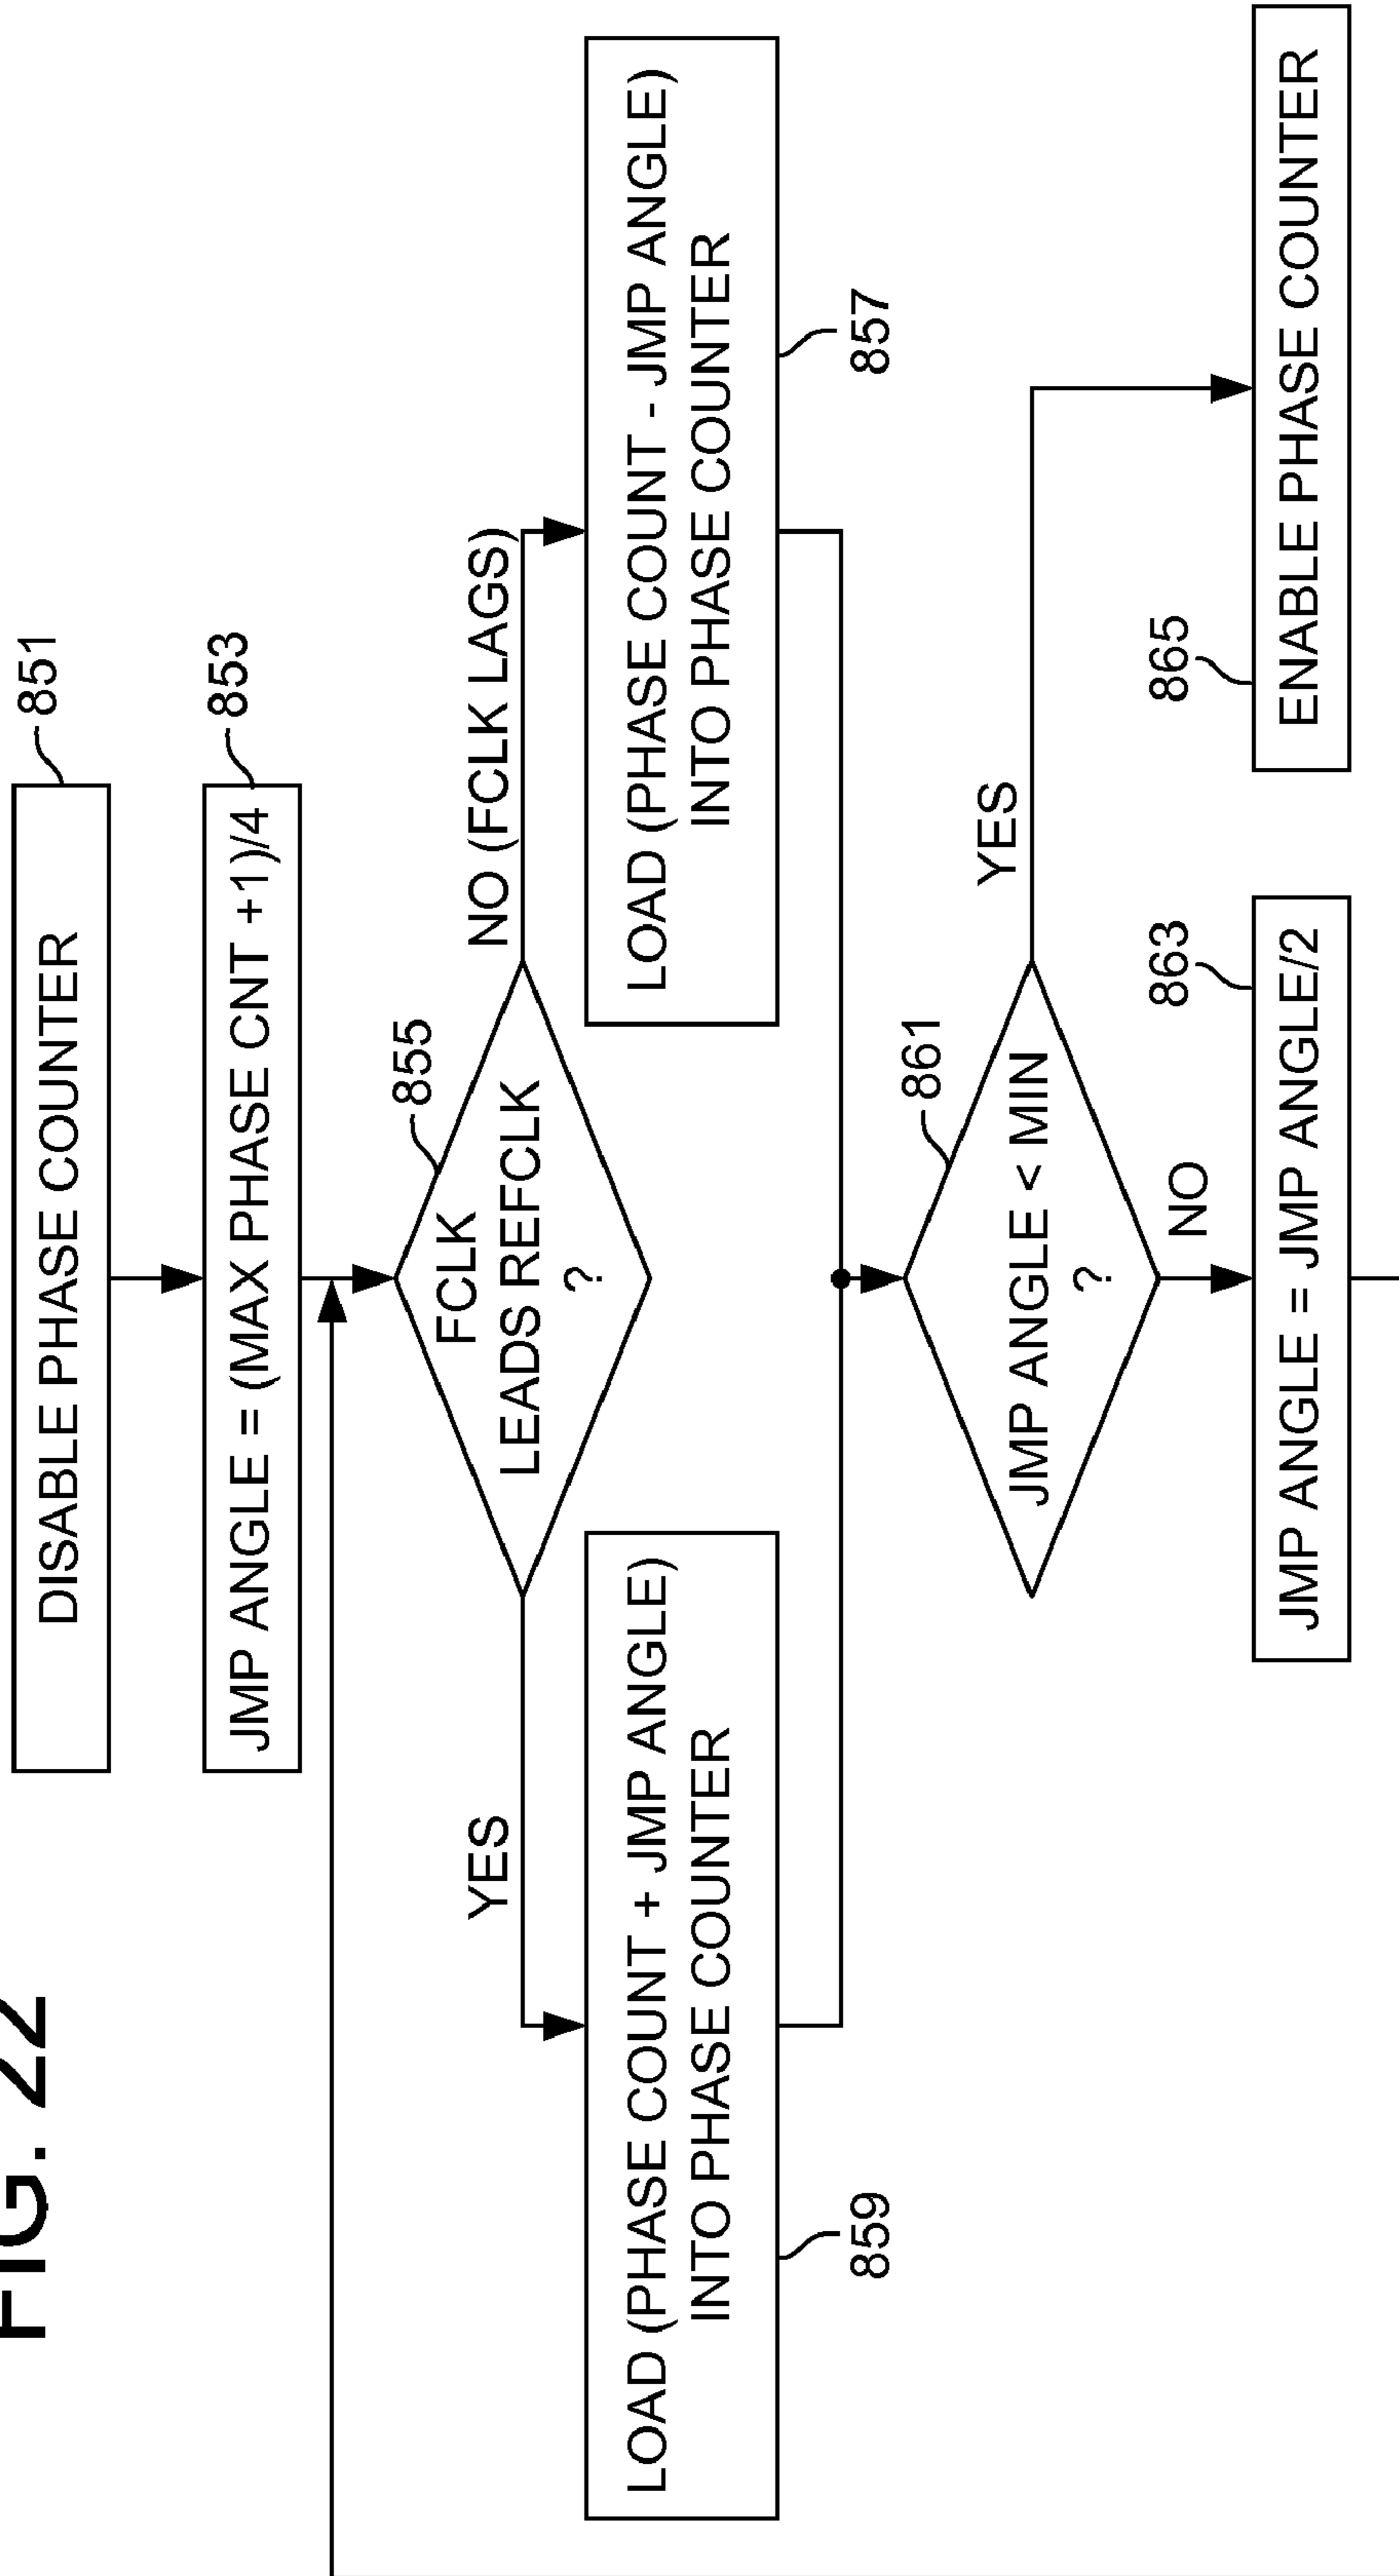 FIG. 22
DISABLE PHASE COUNTER
851
JMP ANGLE = (MAX PHASE CNT +1)/4
853
FCLK
LEADS REFCLK
?
855
YES
NO (FCLK LAGS)
LOAD (PHASE COUNT + JMP ANGLE)
INTO PHASE COUNTER
859
LOAD (PHASE COUNT - JMP ANGLE)
INTO PHASE COUNTER
857
JMP ANGLE < MIN
?
861
YES
NO
JMP ANGLE = JMP ANGLE/2
863
ENABLE PHASE COUNTER
865